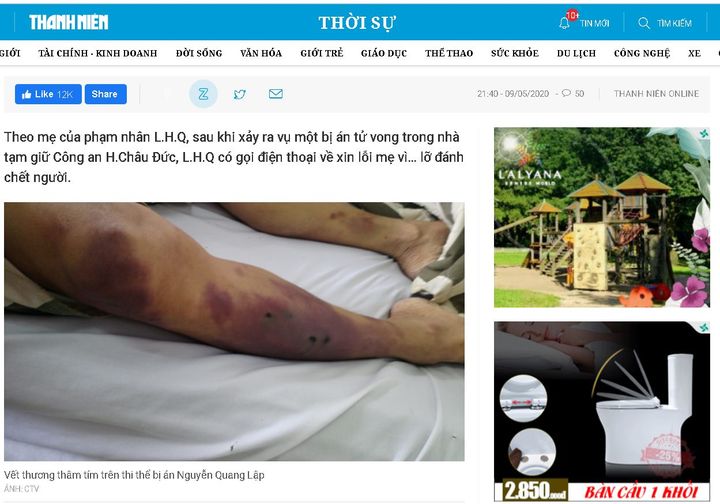 THANH NIÊN
THỜI SỰ
10+
TIN MỚI
TÌM KIẾM
GIỚI TÀI CHÍNH - KINH DOANH ĐỜI SỐNG VĂN HÓA GIỚI TRẺ GIÁO DỤC THỂ THAO SỨC KHỎE DU LỊCH CÔNG NGHỆ XE
Like 12K
Share
Z
21:40 - 09/05/2020 - 50
THANH NIÊN ONLINE
Theo mẹ của phạm nhân L.H.Q, sau khi xảy ra vụ một bị án tử vong trong nhà
tạm giữ Công an H.Châu Đức, L.H.Q có gọi điện thoại về xin lỗi mẹ vì... lỡ đánh
chết người.
Vết thương thâm tím trên thi thể bị án Nguyễn Quang Lập
ẢNH: CTV
L'ALYANA
SENTRE WORLD
-25%
2.850.000đ
BÀN CẦU 1 KHỐI